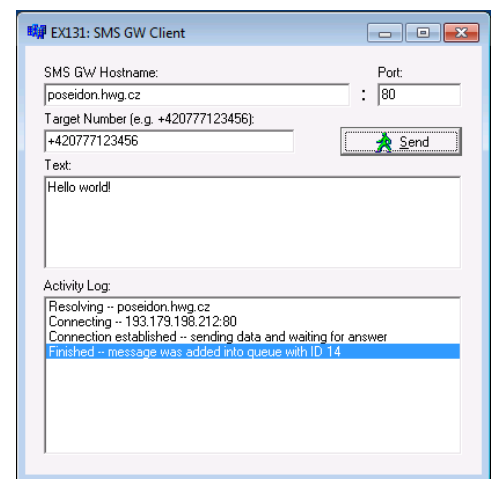 EX131: SMS GW Client
SMS GW Hostname:
Port:
poseidon.hwg.cz
:
80
Target Number (e.g. +420777123456):
+420777123456
Send
Text:
Hello world!
Activity Log:
Resolving -- poseidon.hwg.cz
Connecting -- 193.179.198.212:80
Connection established -- sending data and waiting for answer
Finished -- message was added into queue with ID 14